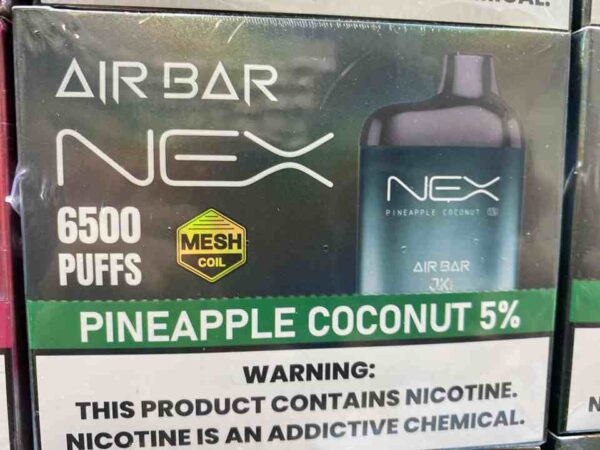 AIR BAR
NEX
6500
PUFFS
MESH
COIL
NEX
PINEAPPLE COCONUT
AIR BAR
PINEAPPLE COCONUT 5%
WARNING:
THIS PRODUCT CONTAINS NICOTINE.
NICOTINE IS AN ADDICTIVE CHEMICAL.